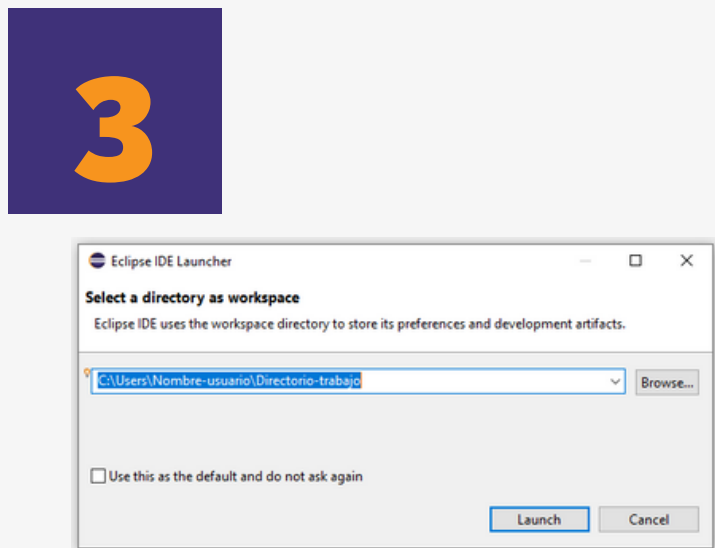 3
Eclipse IDE Launcher
Select a directory as workspace
Eclipse IDE uses the workspace directory to store its preferences and development artifacts.
C:\Users\Nombre-usuario\Directorio-trabajo
Browse...
Use this as the default and do not ask again
Launch
Cancel